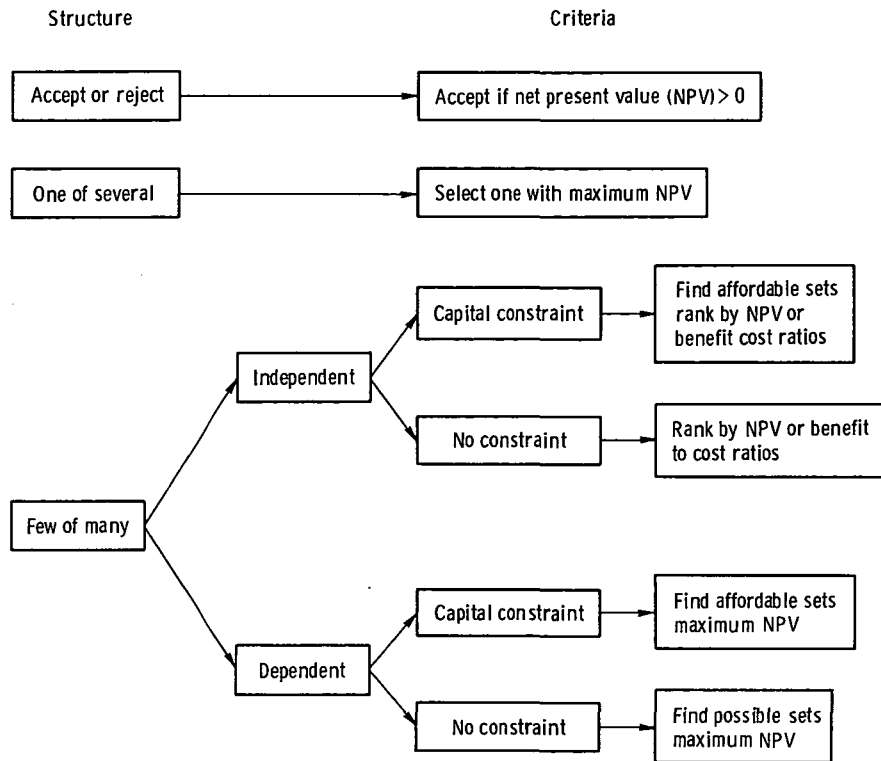 Structure
Criteria
Accept or reject
Accept if net present value (NPV) > 0
One of several
Select one with maximum NPV
Few of many
Independent
Capital constraint
Find affordable sets
rank by NPV or
benefit cost ratios
No constraint
Rank by NPV or benefit
to cost ratios
Dependent
Capital constraint
Find affordable sets
maximum NPV
No constraint
Find possible sets
maximum NPV